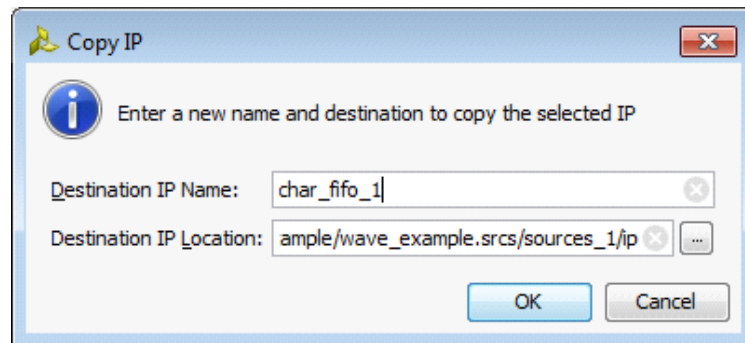 Copy IP
Enter a new name and destination to copy the selected IP
Destination IP Name: char_fifo_1
Destination IP Location: ample/wave_example.srcs/sources_1/ip ...
OK Cancel